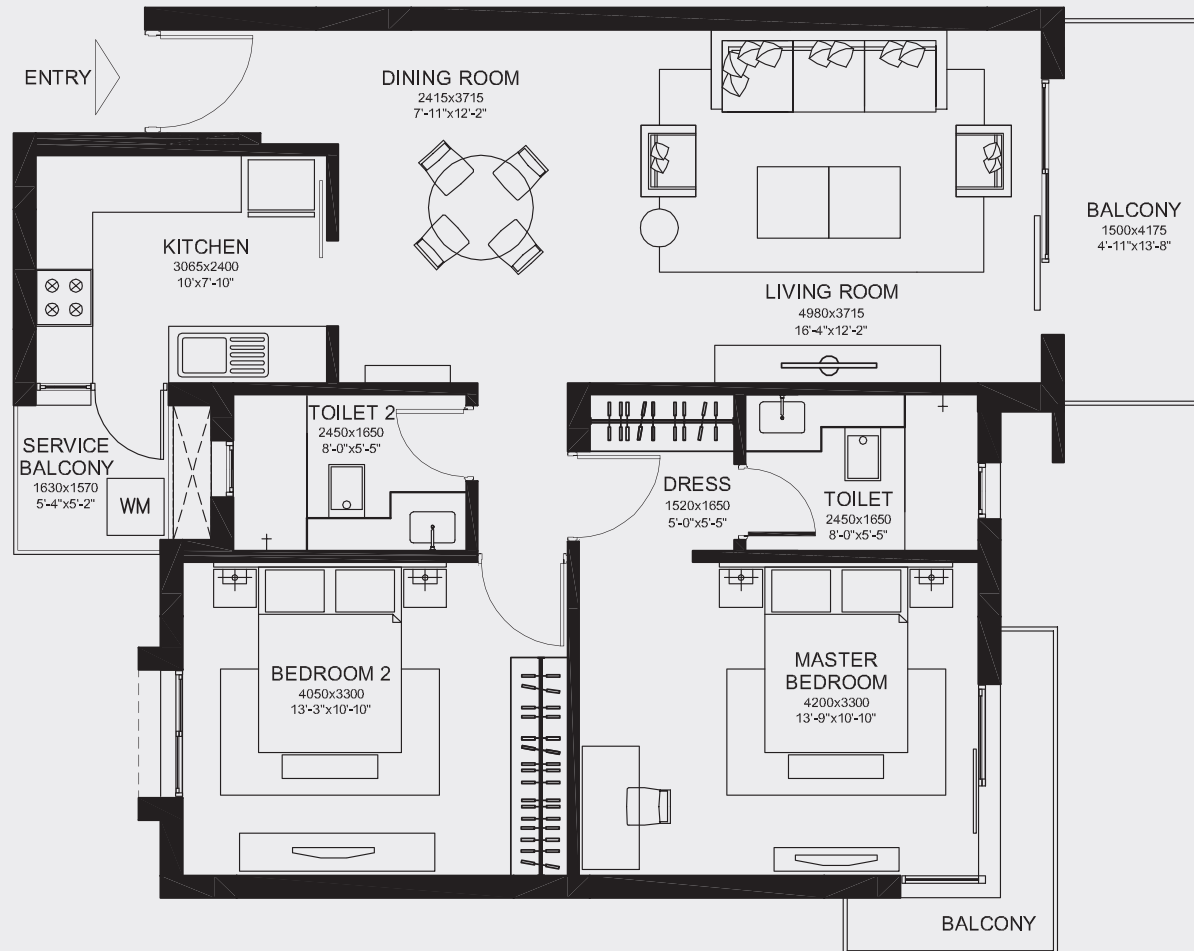 ENTRY
DINING ROOM
2415x3715
7'-11"x12'-2"
BALCONY
1500x4175
4'-11"x13'-8"
KITCHEN
3065x2400
10'x7'-10"
LIVING ROOM
4980x3715
16'-4"x12'-2"
TOILET 2
2450x1650
8'-0"x5'-5"
SERVICE
BALCONY
1630x1570
5'-4"x5'-2"
WM
DRESS
1520x1650
5'-0"x5'-5"
TOILET
2450x1650
8'-0"x5'-5"
BEDROOM 2
4050x3300
13'-3"x10'-10"
MASTER
BEDROOM
4200x3300
13'-9"x10'-10"
BALCONY